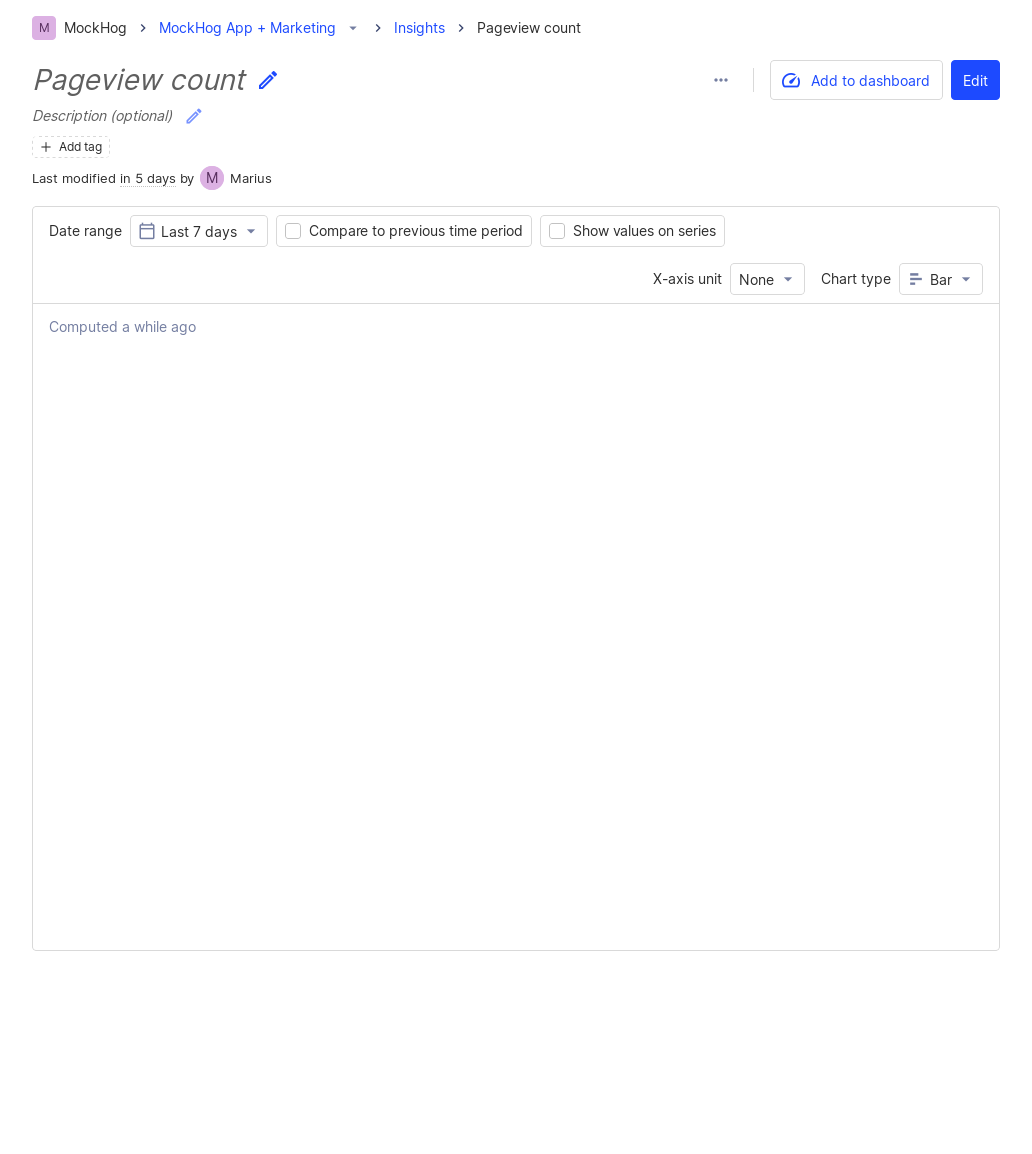 M MockHog MockHog App + Marketing Insights Pageview count
Pageview count
Add to dashboard
Edit
Description (optional)
Add tag
Last modified in 5 days by M Marius
Date range Last 7 days Compare to previous time period Show values on series
X-axis unit None Chart type Bar
Computed a while ago